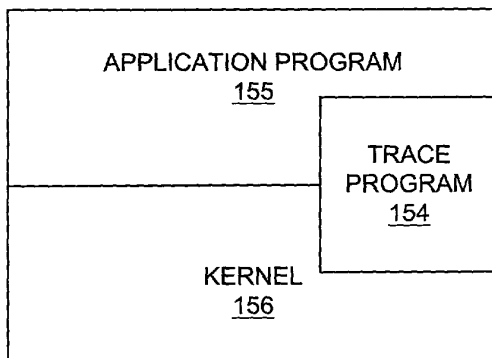 APPLICATION PROGRAM
155
TRACE
PROGRAM
154
KERNEL
156